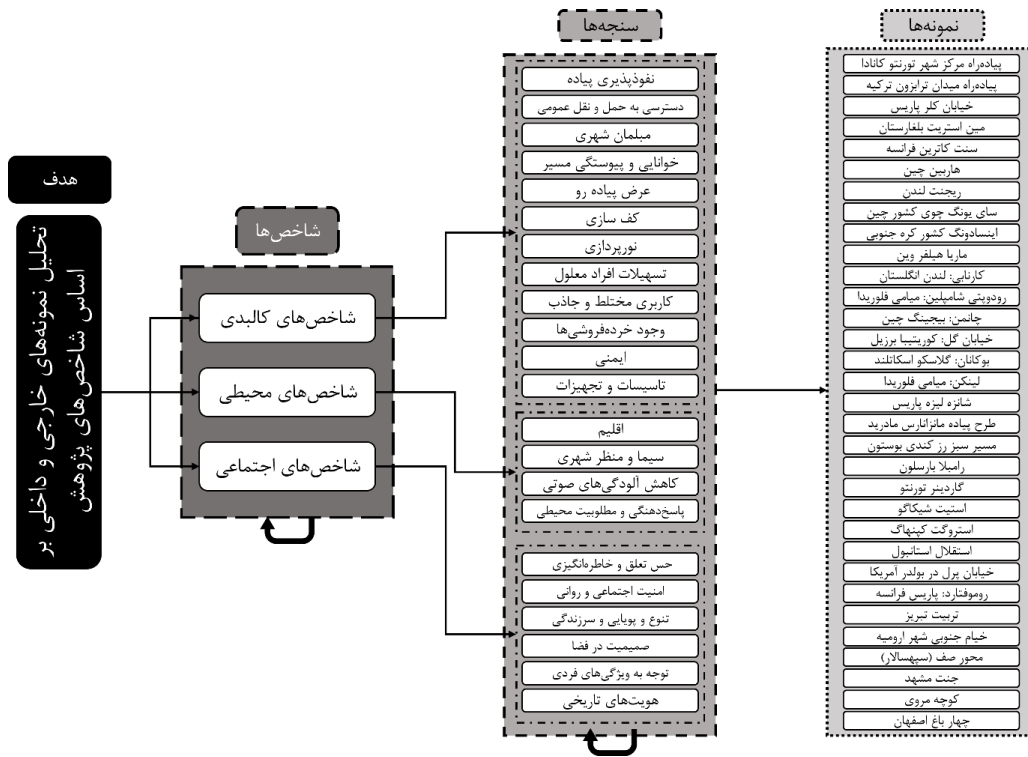 هدف
تحلیل نمونه‌های خارجی و داخلی بر
اساس شاخص‌های پژوهش
شاخص‌ها
شاخص‌های کالبدی
شاخص‌های محیطی
شاخص‌های اجتماعی
سنجه‌ها
نفوذپذیری پیاده
دسترسی به حمل و نقل عمومی
مبلمان شهری
خوانایی و پیوستگی مسیر
عرض پیاده رو
کف سازی
نورپردازی
تسهیلات افراد معلول
کاربری مختلط و جاذب
وجود خرده‌فروشی‌ها
ایمنی
تاسیسات و تجهیزات
اقلیم
سیما و منظر شهری
کاهش آلودگی‌های صوتی
پاسخ‌دهنگی و مطلوبیت محیطی
حس تعلق و خاطره‌انگیزی
امنیت اجتماعی و روانی
تنوع و پویایی و سرزندگی
صمیمیت در فضا
توجه به ویژگی‌های فردی
هویت‌های تاریخی
نمونه‌ها
پیاده‌راه مرکز شهر تورنتو کانادا
پیاده‌راه میدان ترابزون ترکیه
خیابان کلر پاریس
مین استریت بلغارستان
سنت کاترین فرانسه
هاربین چین
ریجنت لندن
سای یونگ چوی کشور چین
اینسادونگ کشور کره جنوبی
ماریا هیلفر وین
کارنابی: لندن انگلستان
رودویتی شامپلین: میامی فلوریدا
چانمن: بیجینگ چین
خیابان گل: کوریتیبا برزیل
بوکانان: گلاسکو اسکاتلند
لینکن: میامی فلوریدا
شانزه لیزه پاریس
طرح پیاده مانزانارس مادرید
مسیر سبز رز کندی بوستون
رامبلا بارسلون
گاردینر تورنتو
استیت شیکاگو
استروگت کپنهاگ
استقلال استانبول
خیابان پرل در بولدر آمریکا
روموفتارد: پاریس فرانسه
تربیت تبریز
خیام جنوبی شهر ارومیه
محور صف (سپهسالار)
جنت مشهد
کوچه مروی
چهار باغ اصفهان